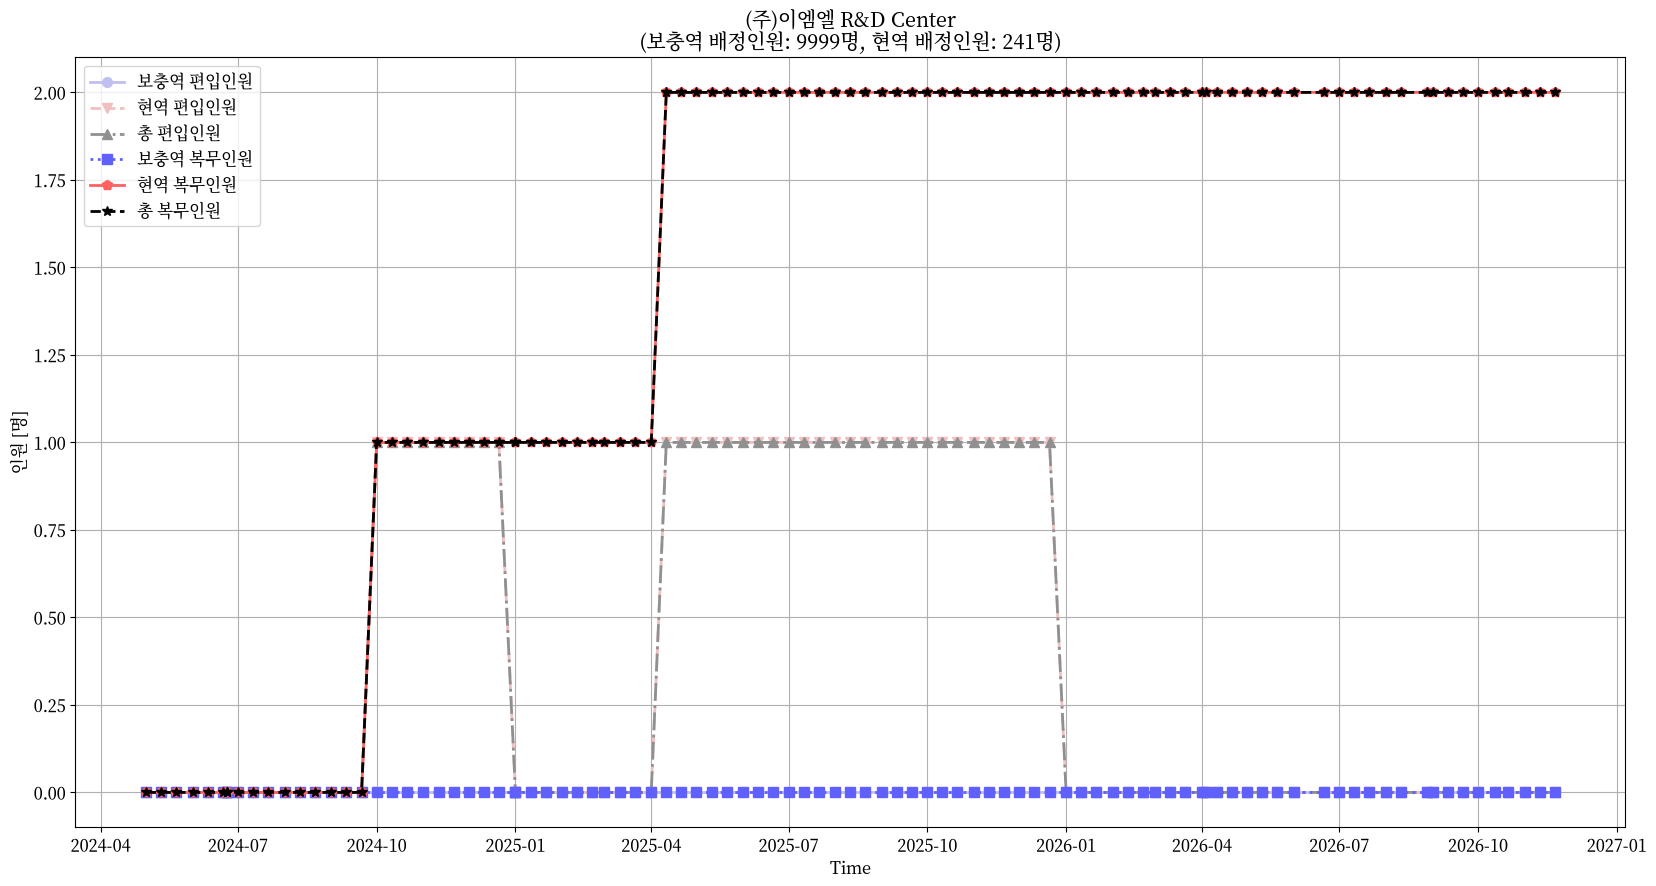 (주)이엠엘 R&D Center
(보충역 배정인원: 9999명, 현역 배정인원: 241명)
보충역 편입인원
현역 편입인원
총 편입인원
보충역 복무인원
현역 복무인원
총 복무인원
인원 [명]
2.00
1.75
1.50
1.25
1.00
0.75
0.50
0.25
0.00
2024-04 2024-07 2024-10 2025-01 2025-04 2025-07 2025-10 2026-01 2026-04 2026-07 2026-10 2027-01
Time